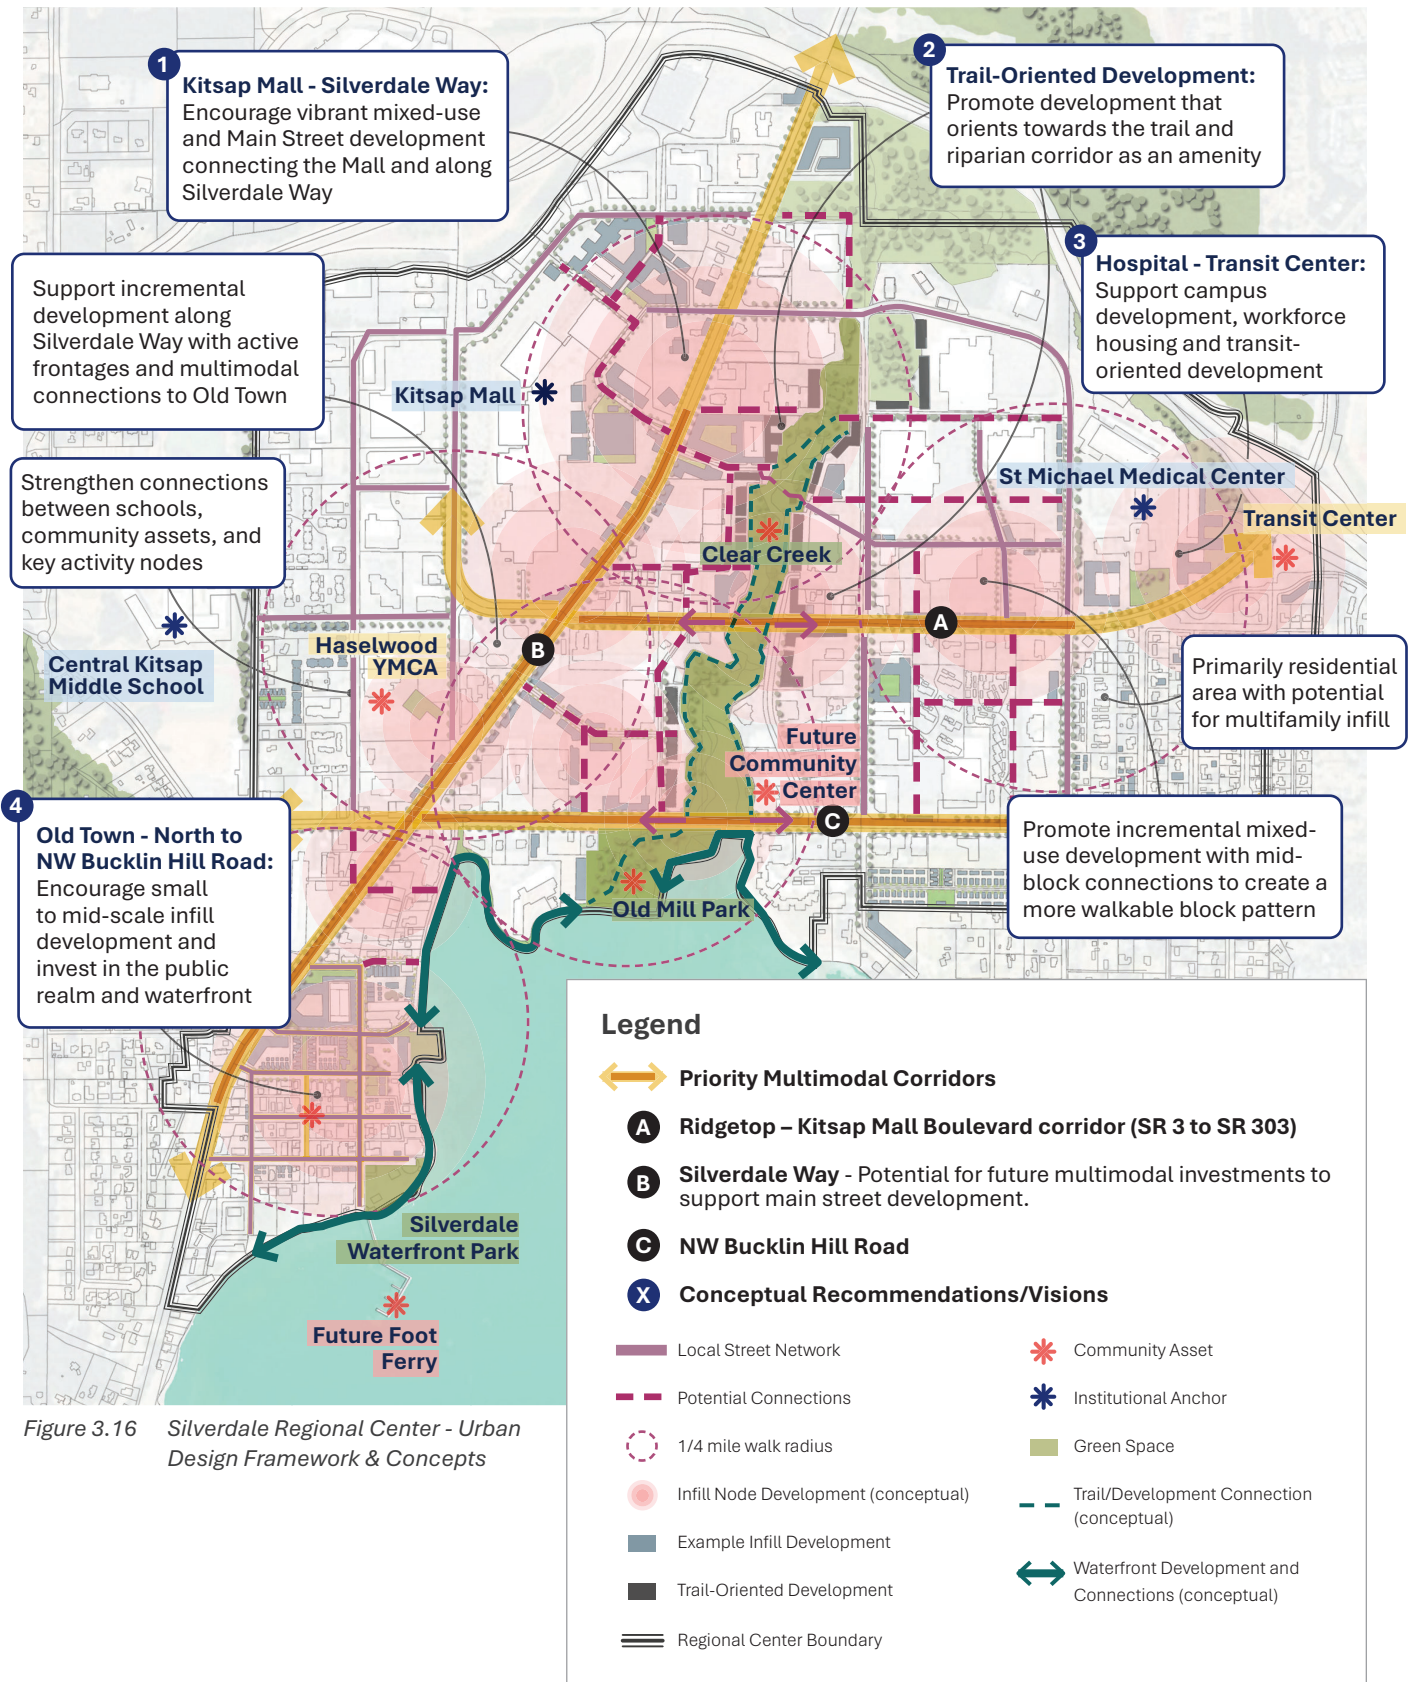 1
Kitsap Mall - Silverdale Way:
Encourage vibrant mixed-use
and Main Street development
connecting the Mall and along
Silverdale Way
2
Trail-Oriented Development:
Promote development that
orients towards the trail and
riparian corridor as an amenity
3
Hospital - Transit Center:
Support campus
development, workforce
housing and transit-
oriented development
Support incremental
development along
Silverdale Way with active
frontages and multimodal
connections to Old Town
Kitsap Mall
Strengthen connections
between schools,
community assets, and
key activity nodes
St Michael Medical Center
Transit Center
Clear Creek
A
B
Haselwood
YMCA
Central Kitsap
Middle School
Primarily residential
area with potential
for multifamily infill
Future
Community
Center
C
4
Old Town - North to
NW Bucklin Hill Road:
Encourage small
to mid-scale infill
development and
invest in the public
realm and waterfront
Promote incremental mixed-
use development with mid-
block connections to create a
more walkable block pattern
Old Mill Park
Silverdale
Waterfront Park
Future Foot
Ferry
Legend
Priority Multimodal Corridors
A Ridgetop – Kitsap Mall Boulevard corridor (SR 3 to SR 303)
B Silverdale Way - Potential for future multimodal investments to
support main street development.
C NW Bucklin Hill Road
X Conceptual Recommendations/Visions
Local Street Network
Potential Connections
1/4 mile walk radius
Infill Node Development (conceptual)
Example Infill Development
Trail-Oriented Development
Regional Center Boundary
Community Asset
Institutional Anchor
Green Space
Trail/Development Connection
(conceptual)
Waterfront Development and
Connections (conceptual)
Figure 3.16 Silverdale Regional Center - Urban
Design Framework & Concepts